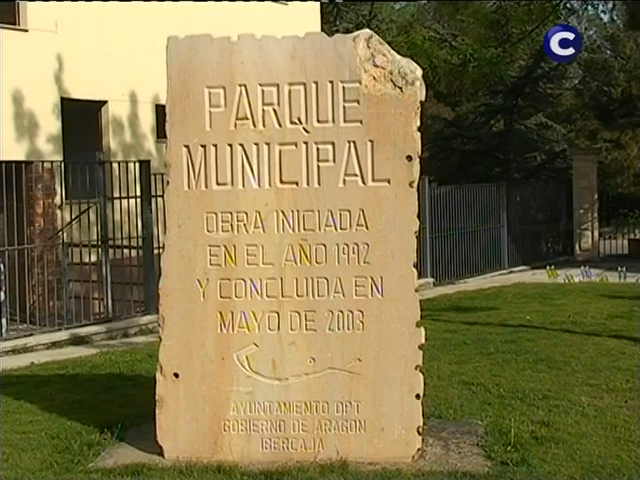 C
PARQUE
MUNICIPAL
OBRA INICIADA
EN EL AÑO 1992
Y CONCLUIDA EN
MAYO DE 2003
AYUNTAMIENTO DPT
GOBIERNO DE ARAGON
IBERCAJA